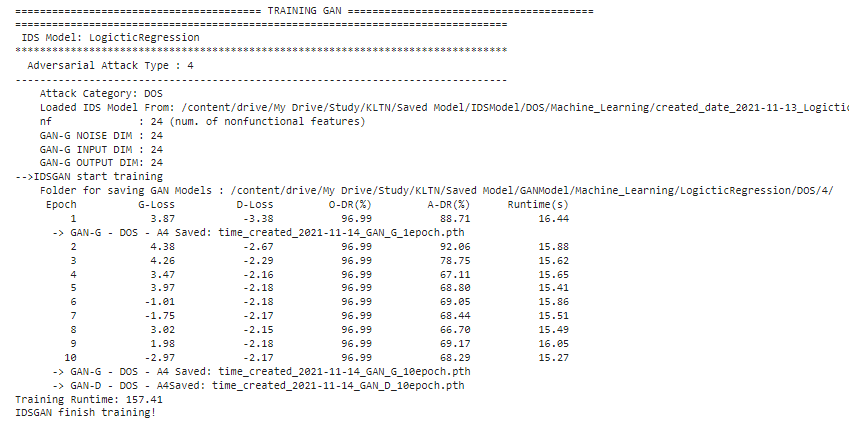 ======================================== TRAINING GAN ========================================
================================================================================
IDS Model: LogicticRegression
********************************************************************************
Adversarial Attack Type : 4
--------------------------------------------------------------------------------
Attack Category: DOS
Loaded IDS Model From: /content/drive/My Drive/Study/KLTN/Saved Model/IDSModel/DOS/Machine_Learning/created_date_2021-11-13_Logictic
nf : 24 (num. of nonfunctional features)
GAN-G NOISE DIM : 24
GAN-G INPUT DIM : 24
GAN-G OUTPUT DIM: 24
-->IDSGAN start training
Folder for saving GAN Models : /content/drive/My Drive/Study/KLTN/Saved Model/GANModel/Machine_Learning/LogicticRegression/DOS/4/
Epoch G-Loss D-Loss O-DR(%) A-DR(%) Runtime(s)
1 3.87 -3.38 96.99 88.71 16.44
-> GAN-G - DOS - A4 Saved: time_created_2021-11-14_GAN_G_1epoch.pth
2 4.38 -2.67 96.99 92.06 15.88
3 4.26 -2.29 96.99 78.75 15.62
4 3.47 -2.16 96.99 67.11 15.65
5 3.97 -2.18 96.99 68.80 15.41
6 -1.01 -2.18 96.99 69.05 15.86
7 -1.75 -2.17 96.99 68.44 15.51
8 3.02 -2.15 96.99 66.70 15.49
9 1.98 -2.18 96.99 69.17 16.05
10 -2.97 -2.17 96.99 68.29 15.27
-> GAN-G - DOS - A4 Saved: time_created_2021-11-14_GAN_G_10epoch.pth
-> GAN-D - DOS - A4Saved: time_created_2021-11-14_GAN_D_10epoch.pth
Training Runtime: 157.41
IDSGAN finish training!